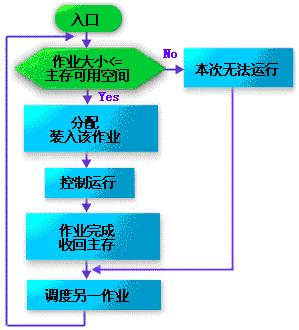 入口
作业大小<=
主存可用空间
No
本次无法运行
Yes
分配
装入该作业
控制运行
作业完成
收回主存
调度另一作业